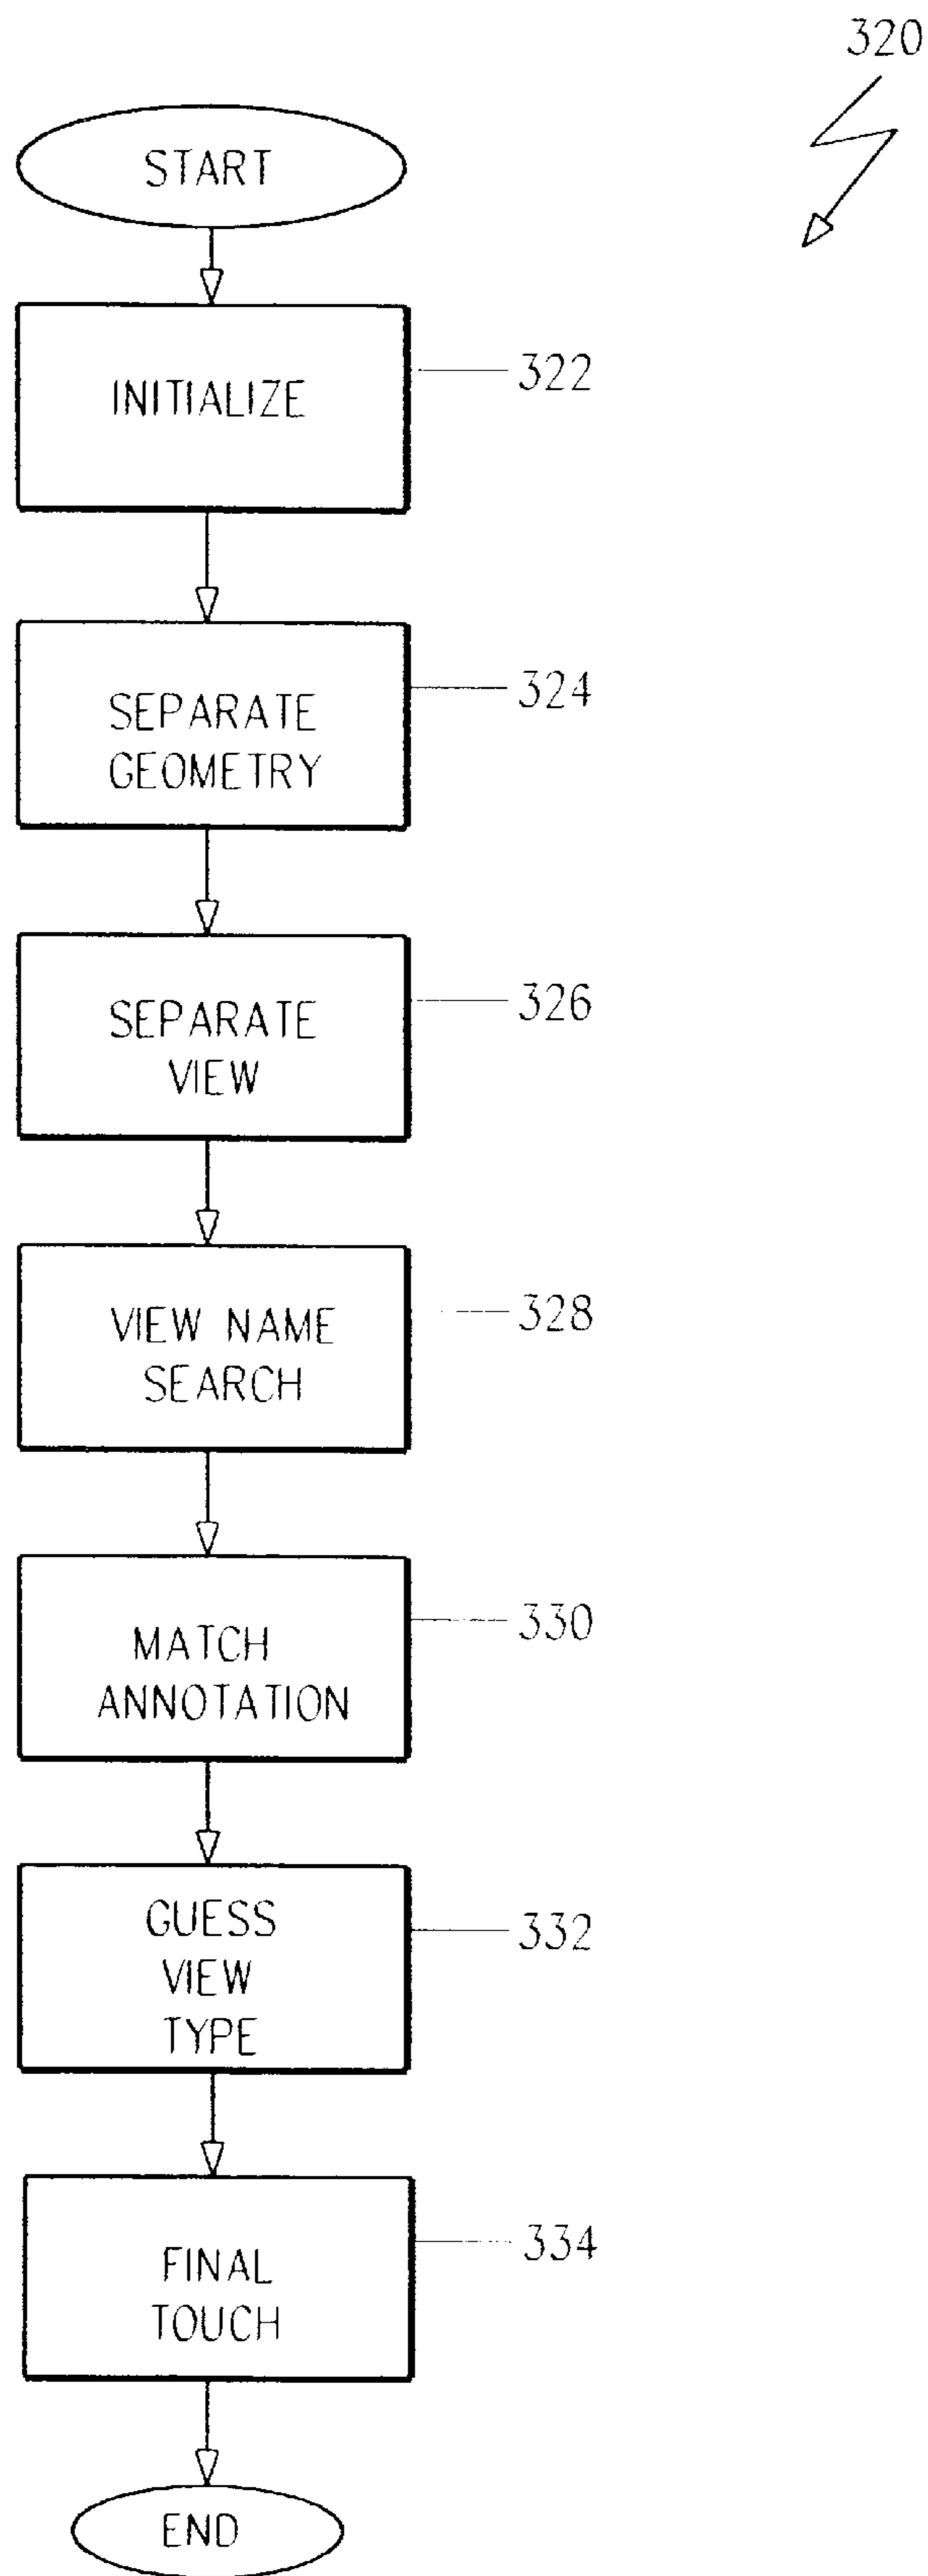 320
START
INITIALIZE
322
SEPARATE
GEOMETRY
324
SEPARATE
VIEW
326
VIEW NAME
SEARCH
328
MATCH
ANNOTATION
330
GUESS
VIEW
TYPE
332
FINAL
TOUCH
334
END